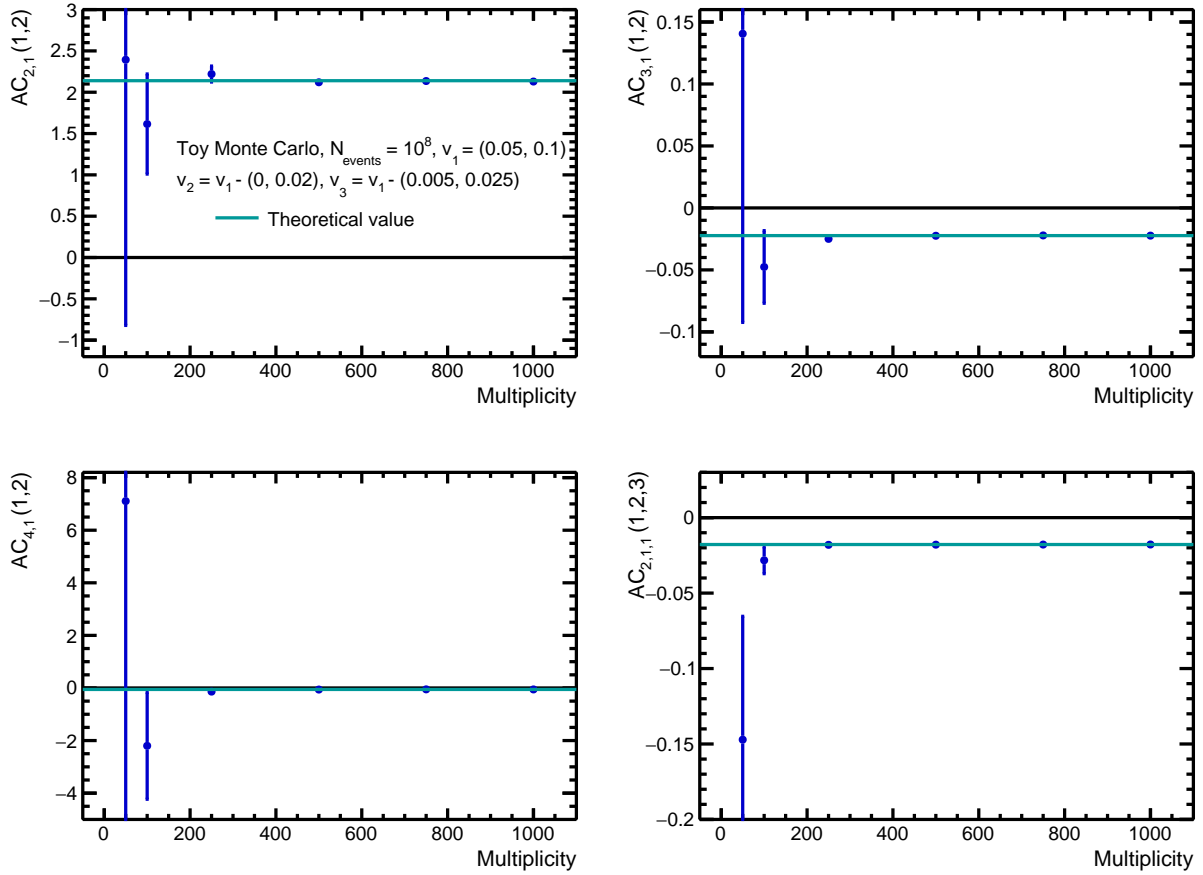 AC2,1(1,2)
3
2.5
2
1.5
1
0.5
0
−0.5
−1
Toy Monte Carlo, Nevents = 10^8, v1 = (0.05, 0.1)
v2 = v1 - (0, 0.02), v3 = v1 - (0.005, 0.025)
Theoretical value
0 200 400 600 800 1000
Multiplicity
AC3,1(1,2)
0.15
0.1
0.05
0
−0.05
−0.1
0 200 400 600 800 1000
Multiplicity
AC4,1(1,2)
8
6
4
2
0
−2
−4
0 200 400 600 800 1000
Multiplicity
AC2,1,1(1,2,3)
0
−0.05
−0.1
−0.15
−0.2
0 200 400 600 800 1000
Multiplicity